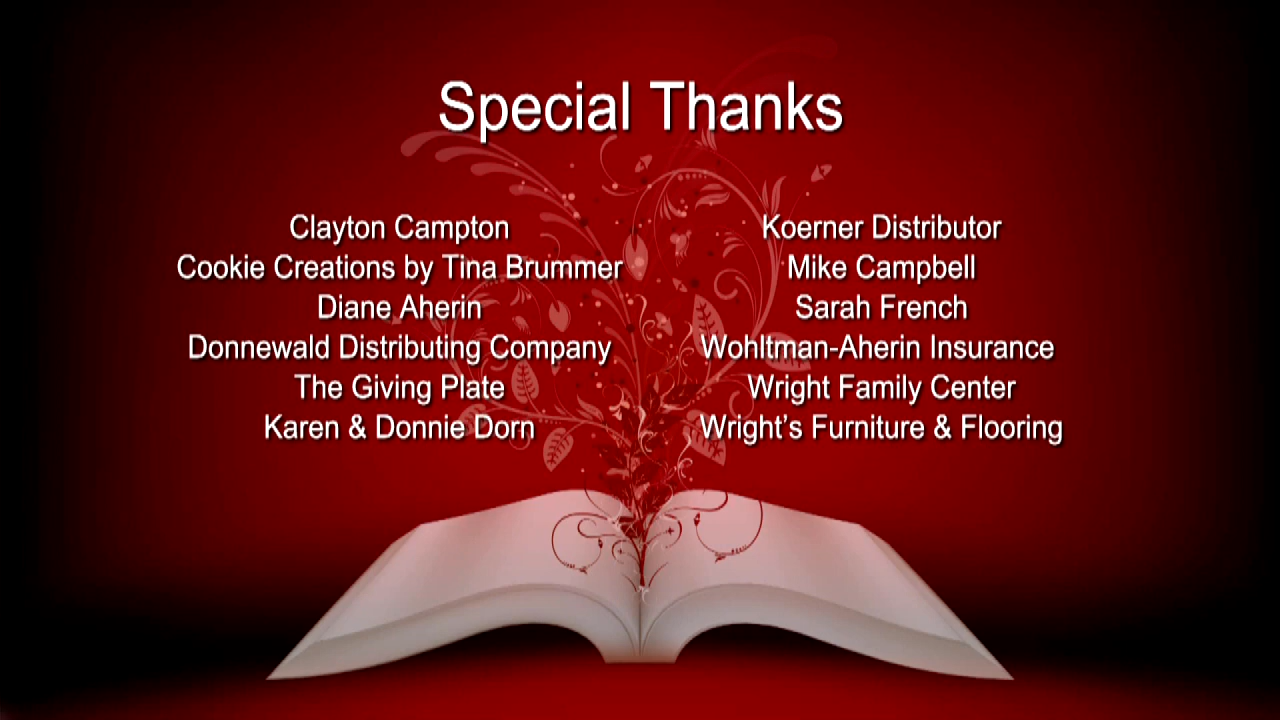 Special Thanks
Clayton Campton
Cookie Creations by Tina Brummer
Diane Aherin
Donnewald Distributing Company
The Giving Plate
Karen & Donnie Dorn
Koerner Distributor
Mike Campbell
Sarah French
Wohltman-Aherin Insurance
Wright Family Center
Wright’s Furniture & Flooring